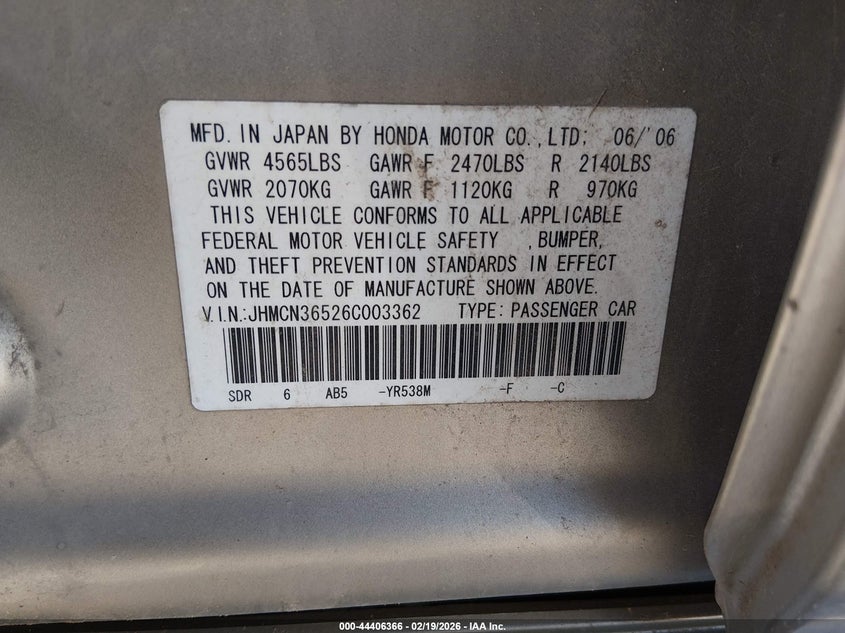 MFD. IN JAPAN BY HONDA MOTOR CO.,LTD; 06/'06
GVWR 4565LBS GAWR F 2470LBS R 2140LBS
GVWR 2070KG GAWR F 1120KG R 970KG
THIS VEHICLE CONFORMS TO ALL APPLICABLE
FEDERAL MOTOR VEHICLE SAFETY ,BUMPER,
AND THEFT PREVENTION STANDARDS IN EFFECT
ON THE DATE OF MANUFACTURE SHOWN ABOVE.
V.I.N.:JHMCN36526C003362 TYPE: PASSENGER CAR
SDR 6 AB5 -YR538M -F -C
000-44406366 - 02/19/2026 - IAA Inc.